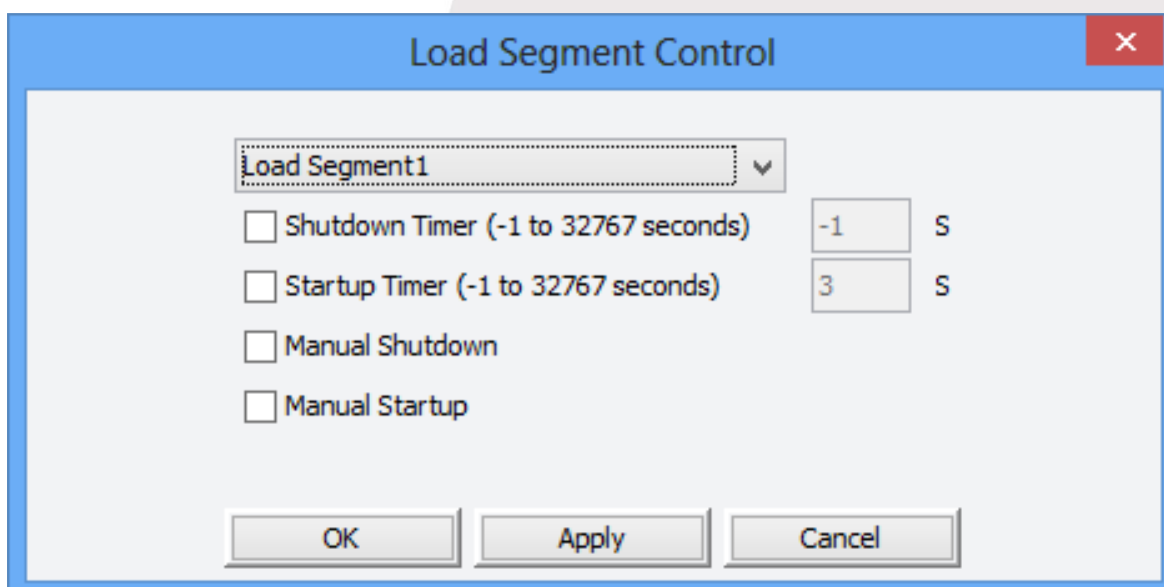 Load Segment Control
Load Segment1
Shutdown Timer (-1 to 32767 seconds) -1 S
Startup Timer (-1 to 32767 seconds) 3 S
Manual Shutdown
Manual Startup
OK Apply Cancel